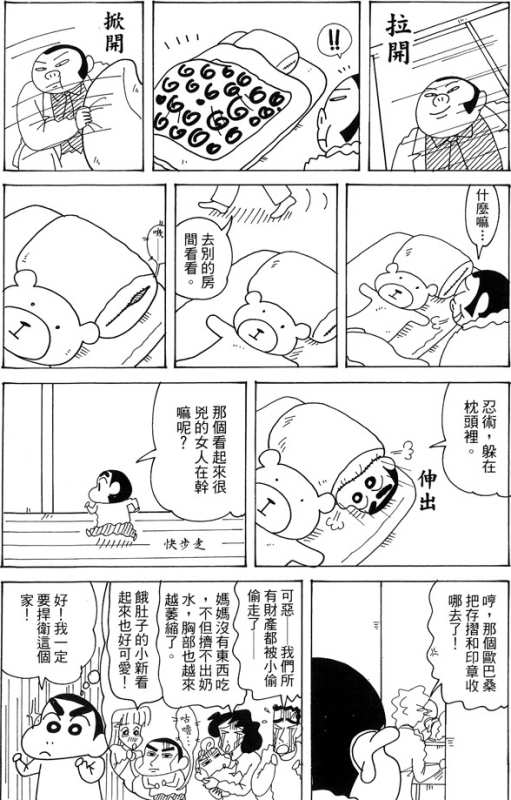 拉開
!!
掀開
什麼嘛…
去別的房
間看看。
忍術，躲在
枕頭裡。
伸出
那個看起來很
兇的女人在幹
嘛呢？
快步走
哼，那個歐巴桑
把存摺和印章收
哪去了！
可惡——我們所
有財產都被小偷
偷走了——
媽媽沒有東西吃
，不但擠不出奶
水，胸部也越來
越萎縮了。
咕嚕…
餓肚子的小新看
起來也好可愛！
好！我一定
要捍衛這個
家！